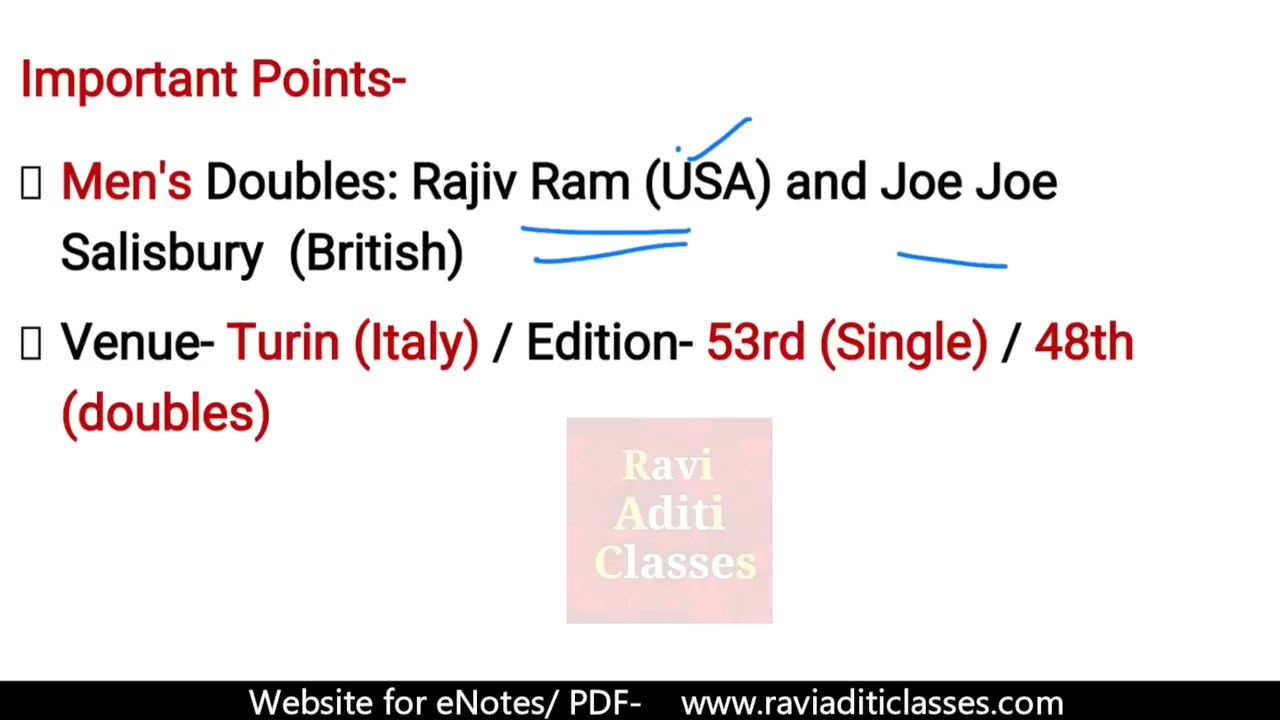 Important Points-
Men's Doubles: Rajiv Ram (USA) and Joe Joe
Salisbury (British)
Venue- Turin (Italy) / Edition- 53rd (Single) / 48th
(doubles)
Ravi
Aditi
Classes
Website for eNotes/ PDF- www.raviaditiclasses.com